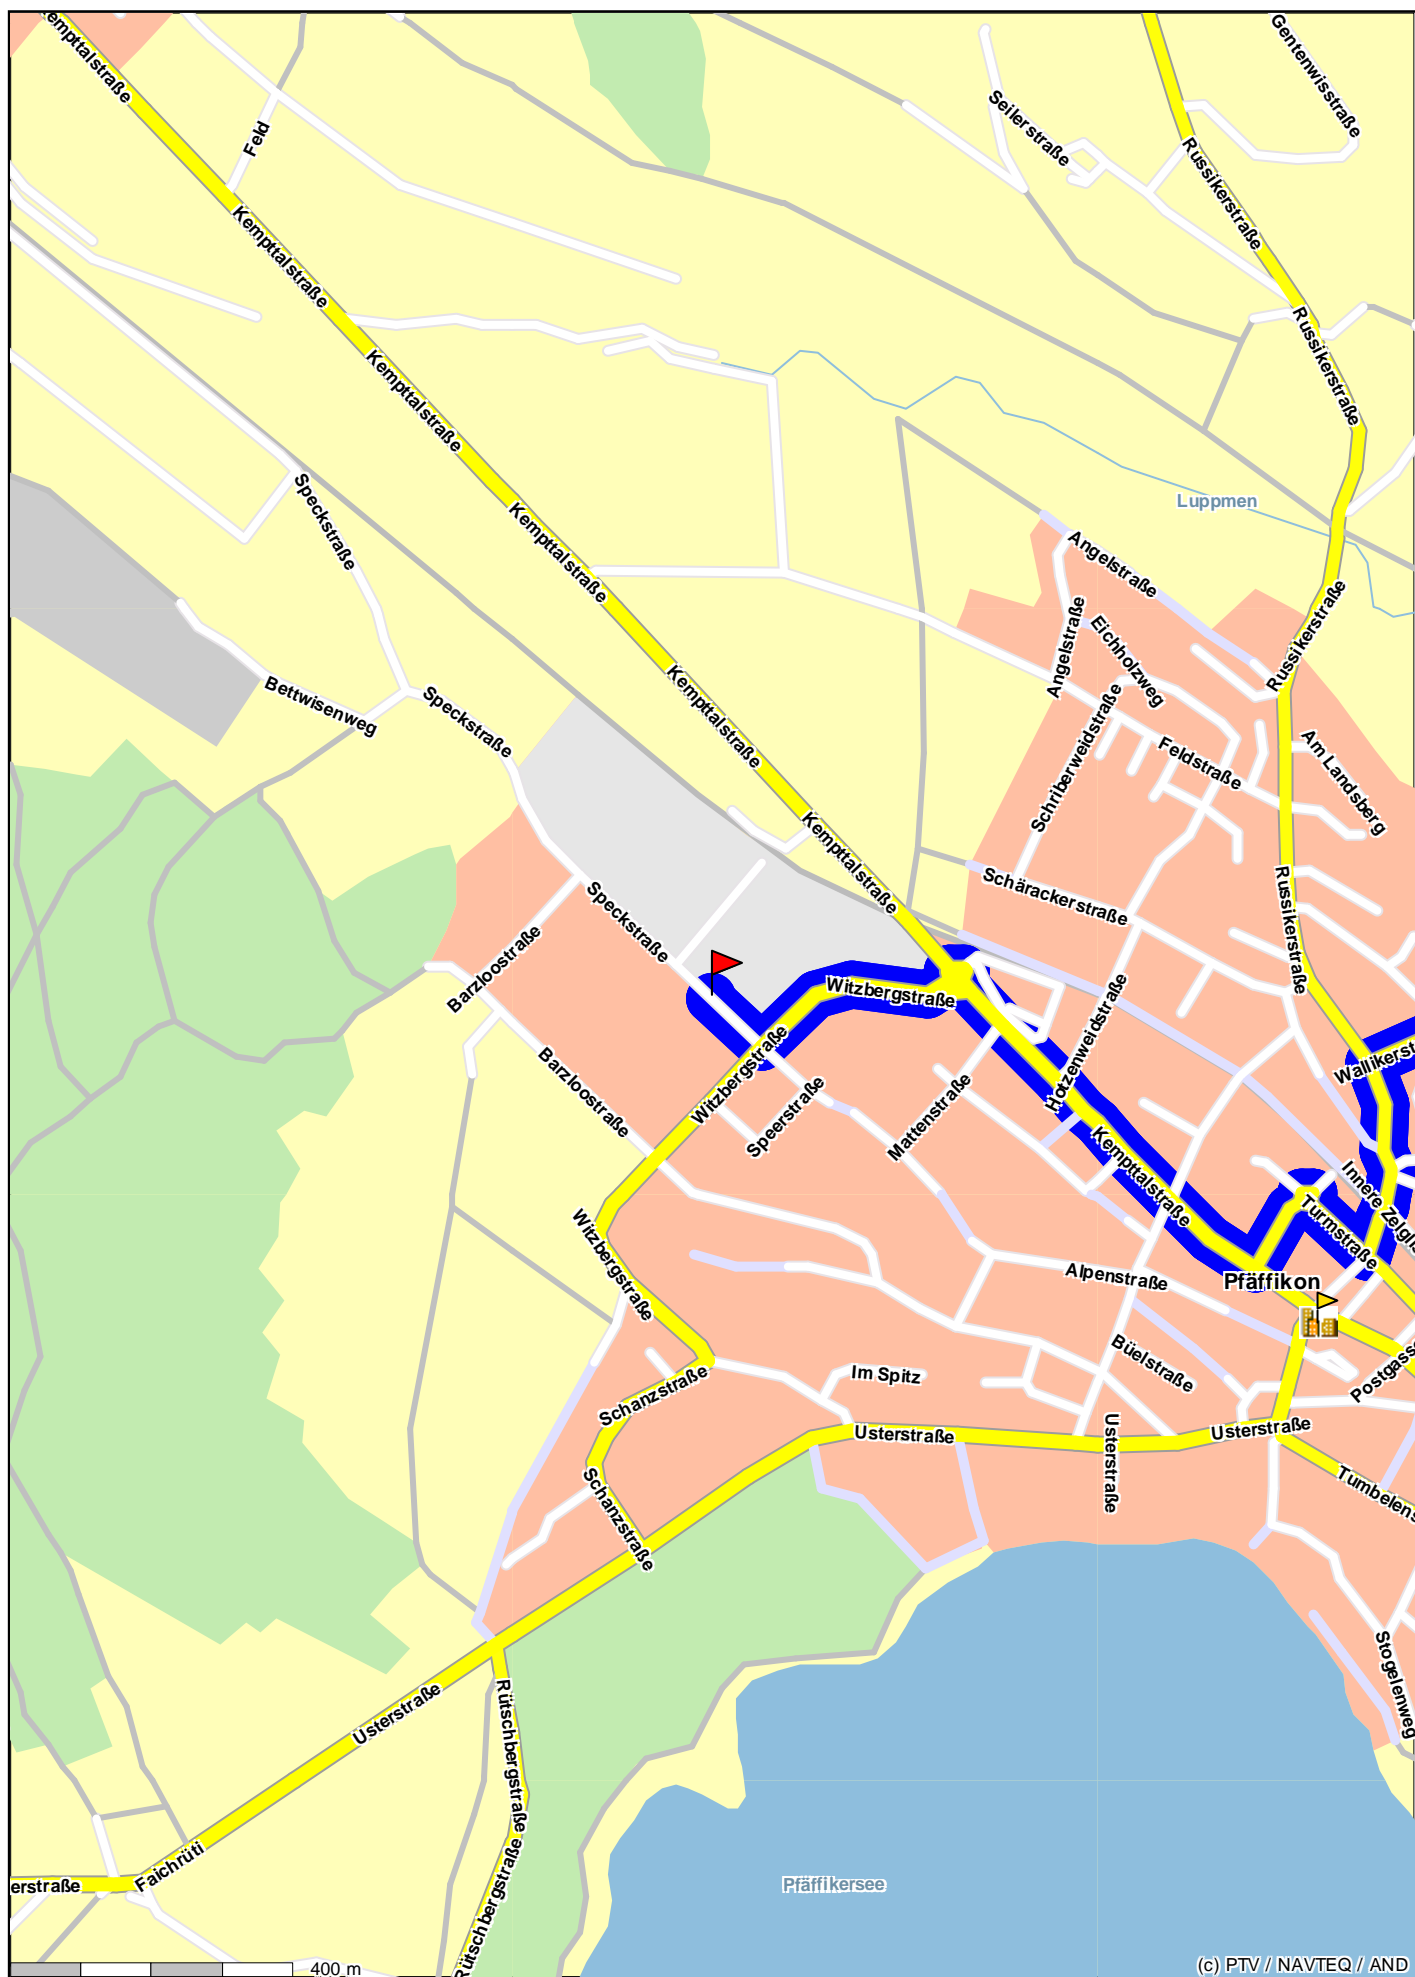 Kempttalstraße
Gentenwisstraße
Feld
Seilerstraße
Russikerstraße
Kempttalstraße
Russikerstraße
Kempttalstraße
Speckstraße
Luppmen
Kempttalstraße
Angelstraße
Angelstraße
Eichholzweg
Russikerstraße
Bettwisenweg
Speckstraße
Kempttalstraße
Schriberweidstraße
Feldstraße
Am Landsberg
Kempttalstraße
Schärackerstraße
Russikerstraße
Speckstraße
Barzloostraße
Witzbergstraße
Hotzenweidstraße
Wallikerst
Barzloostraße
Witzbergstraße
Speerstraße
Mattenstraße
Kempttalstraße
Innere Zelgli
Turmstraße
Witzbergstraße
Alpenstraße
Pfäffikon
Büelstraße
Im Spitz
Postgass
Schanzstraße
Usterstraße
Usterstraße
Usterstraße
Schanzstraße
Tumbelens
Stogelenweg
Usterstraße
Rütschbergstraße
Faichrüti
erstraße
Rütschbergstraße
Pfäffikersee
400 m
(c) PTV / NAVTEQ / AND